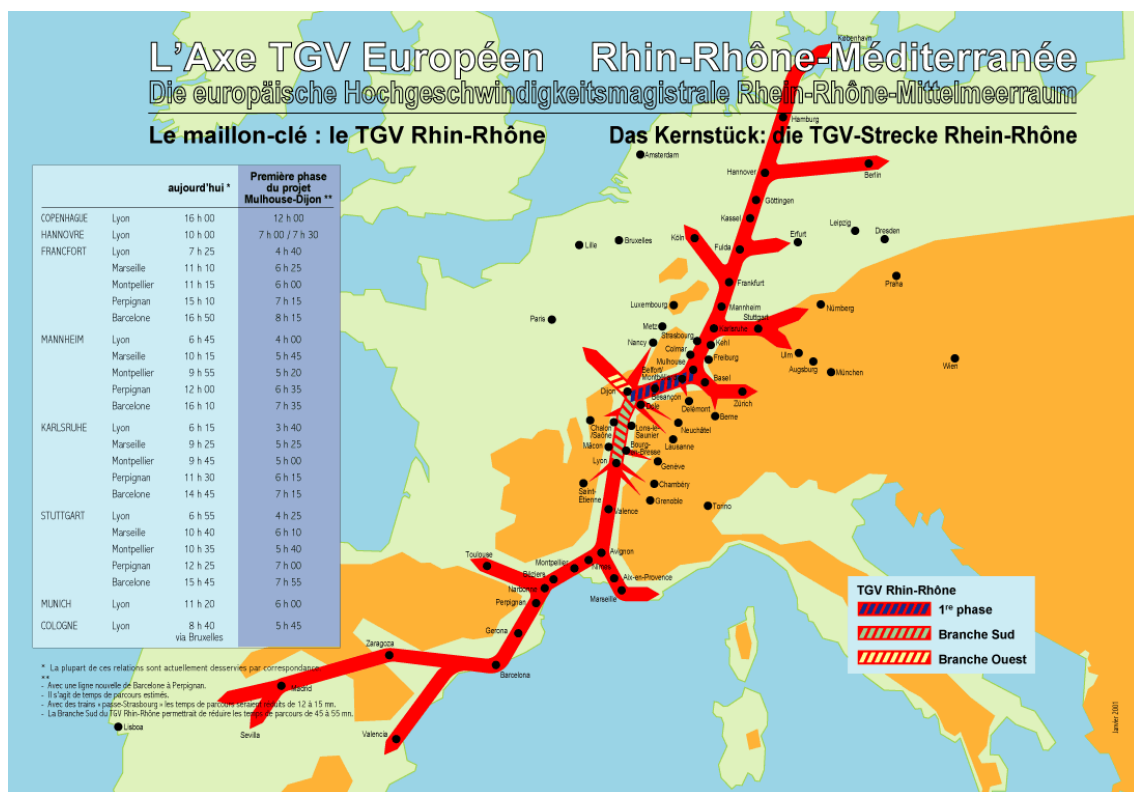 L'Axe TGV Européen Rhin-Rhône-Méditerranée
Die europäische Hochgeschwindigkeitsmagistrale Rhein-Rhône-Mittelmeerraum
Le maillon-clé : le TGV Rhin-Rhône Das Kernstück: die TGV-Strecke Rhein-Rhône
aujourd'hui * Première phase
du projet
Mulhouse-Dijon **
COPENHAGUE Lyon 16 h 00 12 h 00
HANNOVRE Lyon 10 h 00 7 h 00 / 7 h 30
FRANCFORT Lyon 7 h 25 4 h 40
Marseille 11 h 10 6 h 25
Montpellier 11 h 15 6 h 00
Perpignan 15 h 10 7 h 15
Barcelone 16 h 50 8 h 15
MANNHEIM Lyon 6 h 45 4 h 00
Marseille 10 h 15 5 h 45
Montpellier 9 h 55 5 h 20
Perpignan 12 h 00 6 h 35
Barcelone 16 h 10 7 h 35
KARLSRUHE Lyon 6 h 15 3 h 40
Marseille 9 h 25 5 h 25
Montpellier 9 h 45 5 h 00
Perpignan 11 h 30 6 h 15
Barcelone 14 h 45 7 h 15
STUTTGART Lyon 6 h 55 4 h 25
Marseille 10 h 40 6 h 10
Montpellier 10 h 35 5 h 40
Perpignan 12 h 25 7 h 00
Barcelone 15 h 45 7 h 55
MUNICH Lyon 11 h 20 6 h 00
COLOGNE Lyon 8 h 40 5 h 45
via Bruxelles
* La plupart de ces relations sont actuellement desservies par correspondance
**
- Avec une ligne nouvelle de Barcelone à Perpignan.
- Il s'agit de temps de parcours estimés.
- Avec des trains « passe-Strasbourg » les temps de parcours seraient réduits de 12 à 15 mn.
- La Branche Sud du TGV Rhin-Rhône permettrait de réduire les temps de parcours de 45 à 55 mn.
København
Hamburg
Amsterdam
Hannover
Berlin
Göttingen
Kassel
Leipzig
Dresden
Erfurt
Köln
Fulda
Lille
Bruxelles
Praha
Frankfurt
Luxembourg
Mannheim
Nürnberg
Paris
Metz
Stuttgart
Karlsruhe
Strasbourg
Nancy
Kehl
Colmar
Freiburg
Ulm
Augsburg
München
Wien
Mulhouse
Belfort/
Montbéliard
Basel
Zürich
Dijon
Besançon
Dole
Delémont
Berne
Chalon
/Saône
Lons-le-
Saunier
Neuchâtel
Lausanne
Mâcon
Bourg-
en-Bresse
Lyon
Genève
Saint-
Étienne
Chambéry
Grenoble
Torino
Valence
Avignon
Toulouse
Montpellier
Nîmes
Béziers
Aix-en-Provence
Narbonne
Marseille
Perpignan
Gerona
Zaragoza
Barcelona
Madrid
Lisboa
Sevilla
Valencia
TGV Rhin-Rhône
1re phase
Branche Sud
Branche Ouest
Janvier 2001